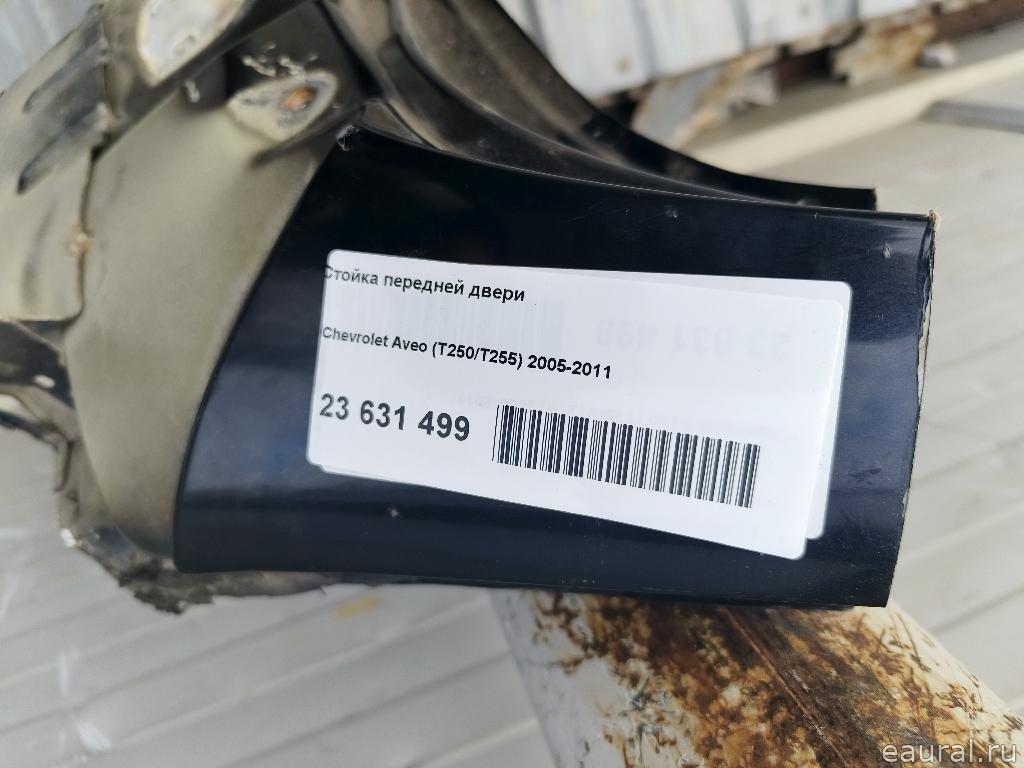 Стойка передней двери
Chevrolet Aveo (T250/T255) 2005-2011
23 631 499
eaural.ru